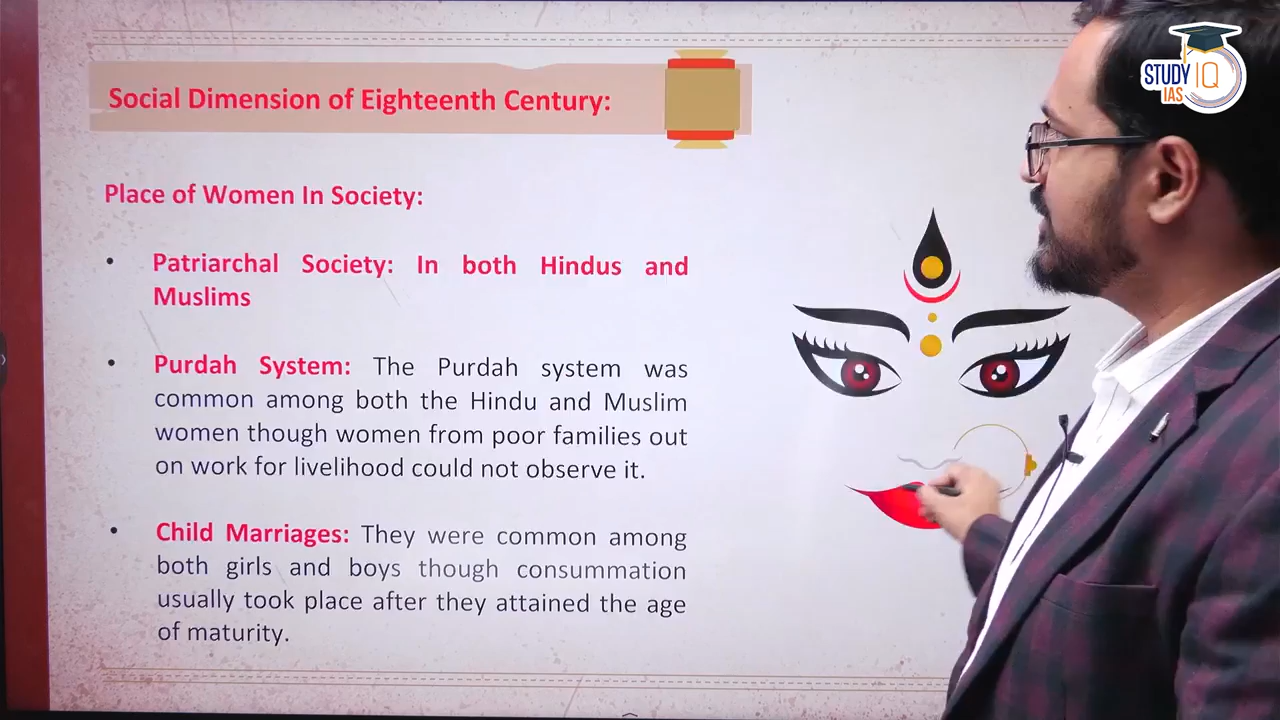 STUDY IQ
IAS
Social Dimension of Eighteenth Century:
Place of Women In Society:
• Patriarchal Society: In both Hindus and
Muslims
• Purdah System: The Purdah system was
common among both the Hindu and Muslim
women though women from poor families out
on work for livelihood could not observe it.
• Child Marriages: They were common among
both girls and boys though consummation
usually took place after they attained the age
of maturity.